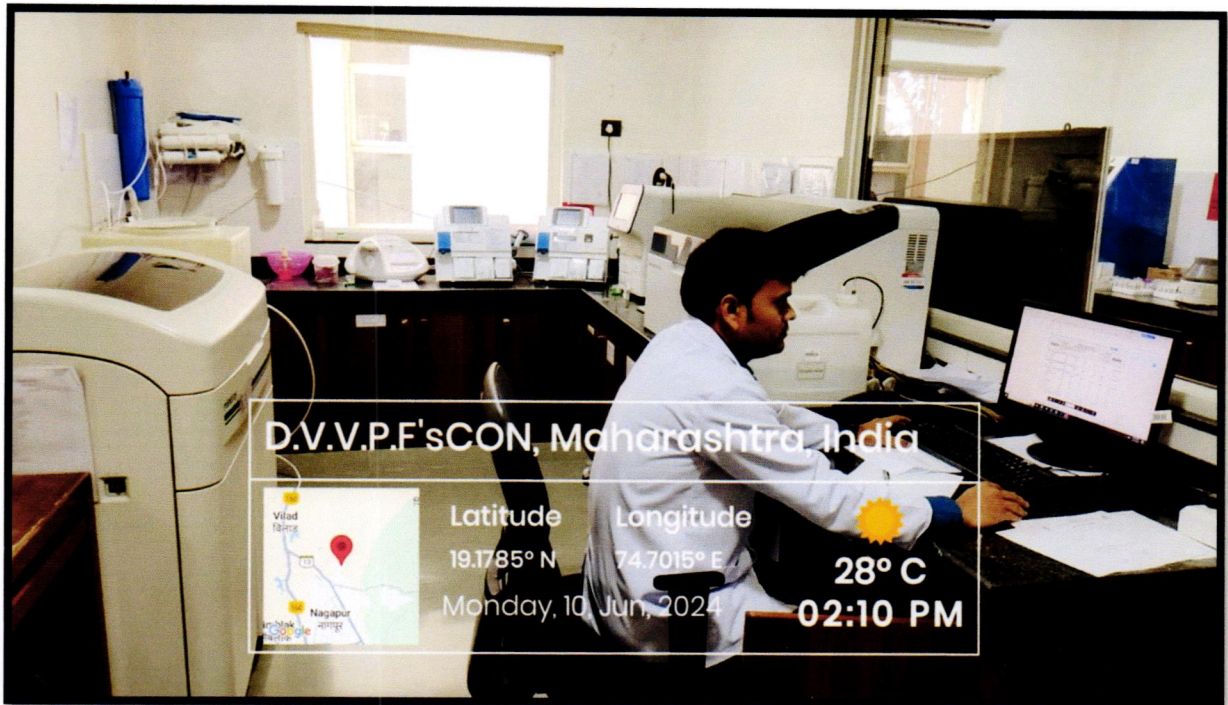 D.V.V.P.F'sCON, Maharashtra, India
Vilad
विळाद
Nagapur
नागपूर
Google
Latitude
Longitude
19.1785° N
74.7015° E
Monday, 10, Jun, 2024
28° C
02:10 PM